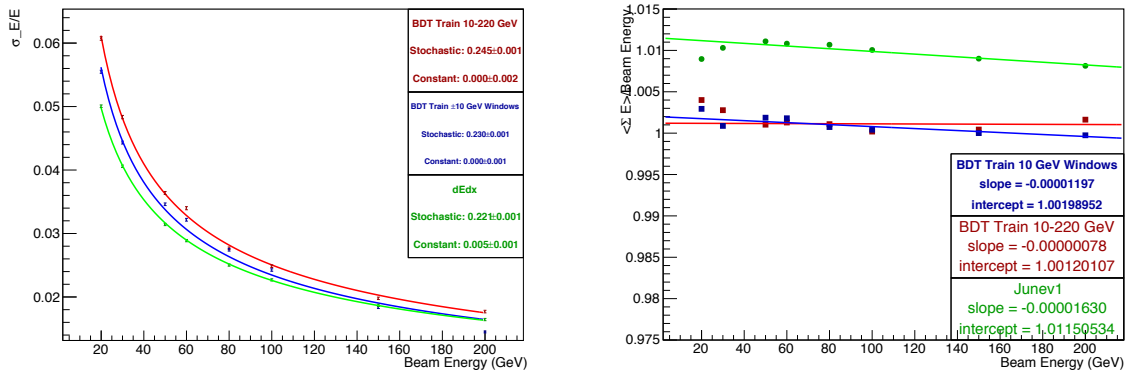 σ_E/E
0.06
0.05
0.04
0.03
0.02
BDT Train 10-220 GeV
Stochastic: 0.245±0.001
Constant: 0.000±0.002
BDT Train ±10 GeV Windows
Stochastic: 0.230±0.001
Constant: 0.000±0.001
dEdx
Stochastic: 0.221±0.001
Constant: 0.005±0.001
20 40 60 80 100 120 140 160 180 200
Beam Energy (GeV)
<Σ E>/Beam Energy
1.015
1.01
1.005
1
0.995
0.99
0.985
0.98
0.975
BDT Train 10 GeV Windows
slope = -0.00001197
intercept = 1.00198952
BDT Train 10-220 GeV
slope = -0.00000078
intercept = 1.00120107
Junev1
slope = -0.00001630
intercept = 1.01150534
20 40 60 80 100 120 140 160 180 200
Beam Energy (GeV)